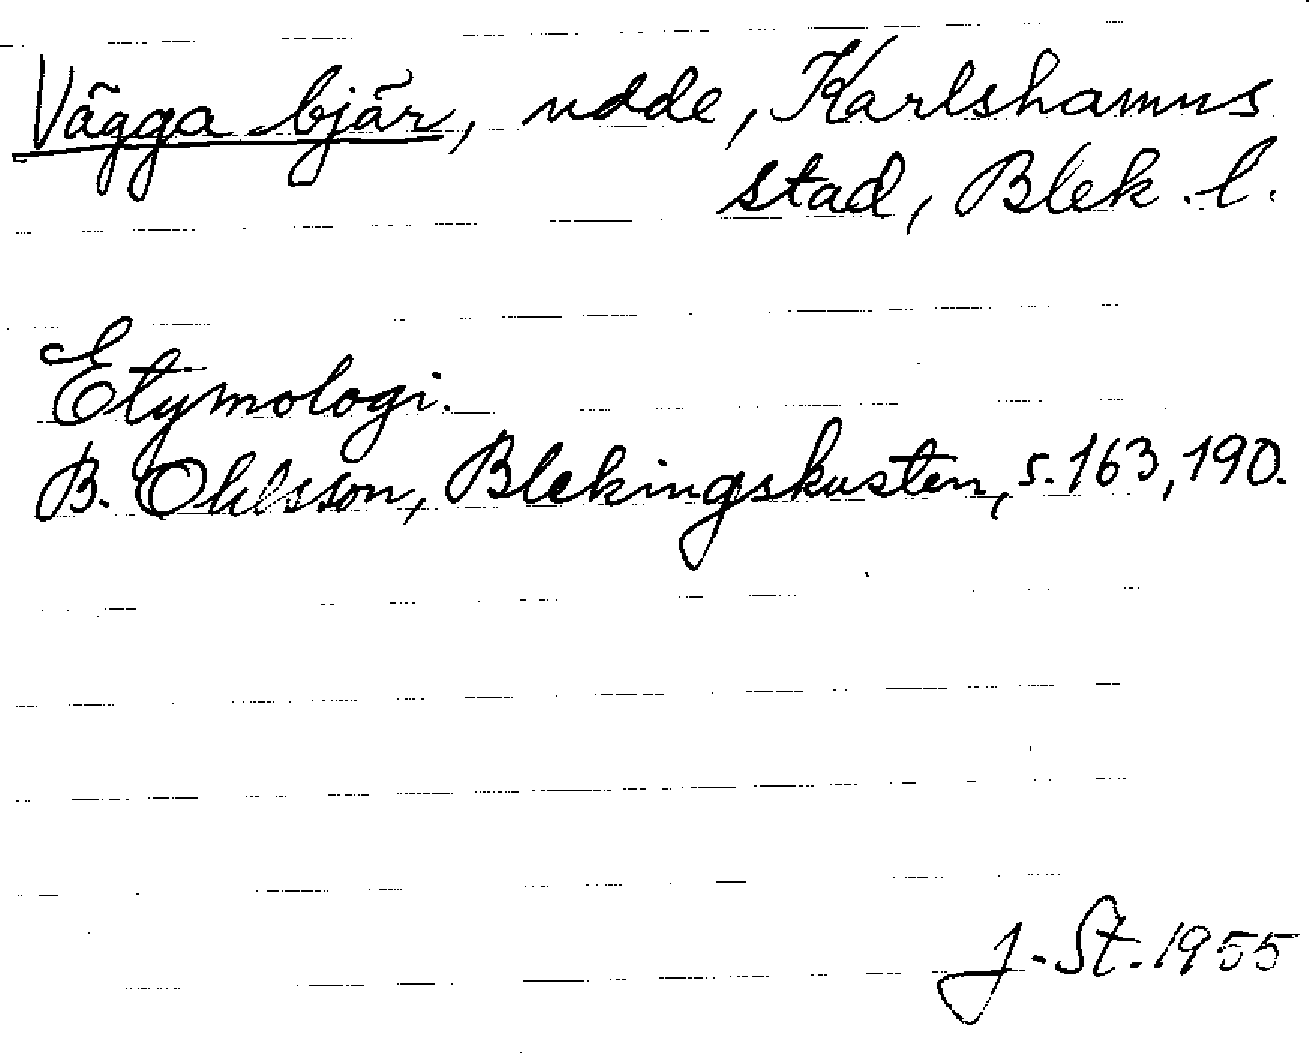 Vägga bjär, udde, Karlshamns
stad, Blek. l.
Etymologi.
B. Ohlsson, Blekingskusten, s. 163, 190.
J. St. 1955